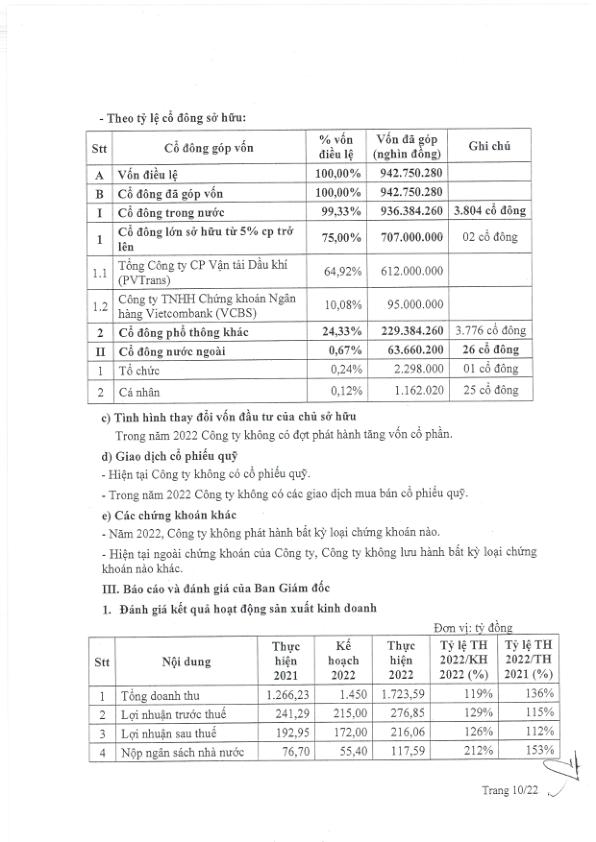 - Theo tỷ lệ cổ đông sở hữu:
Stt Cổ đông góp vốn % vốn điều lệ Vốn đã góp (nghìn đồng) Ghi chú
A Vốn điều lệ 100,00% 942.750.280
B Cổ đông đã góp vốn 100,00% 942.750.280
I Cổ đông trong nước 99,33% 936.384.260 3.804 cổ đông
1 Cổ đông lớn sở hữu từ 5% cp trở lên 75,00% 707.000.000 02 cổ đông
1.1 Tổng Công ty CP Vận tải Dầu khí (PVTrans) 64,92% 612.000.000
1.2 Công ty TNHH Chứng khoán Ngân hàng Vietcombank (VCBS) 10,08% 95.000.000
2 Cổ đông phổ thông khác 24,33% 229.384.260 3.776 cổ đông
II Cổ đông nước ngoài 0,67% 63.660.200 26 cổ đông
1 Tổ chức 0,24% 2.298.000 01 cổ đông
2 Cá nhân 0,12% 1.162.020 25 cổ đông
c) Tình hình thay đổi vốn đầu tư của chủ sở hữu
Trong năm 2022 Công ty không có đợt phát hành tăng vốn cổ phần.
d) Giao dịch cổ phiếu quỹ
- Hiện tại Công ty không có cổ phiếu quỹ.
- Trong năm 2022 Công ty không có các giao dịch mua bán cổ phiếu quỹ.
e) Các chứng khoán khác
- Năm 2022, Công ty không phát hành bất kỳ loại chứng khoán nào.
- Hiện tại ngoài chứng khoán của Công ty, Công ty không lưu hành bất kỳ loại chứng
khoán nào khác.
III. Báo cáo và đánh giá của Ban Giám đốc
1. Đánh giá kết quả hoạt động sản xuất kinh doanh
Đơn vị: tỷ đồng
Stt Nội dung Thực hiện 2021 Kế hoạch 2022 Thực hiện 2022 Tỷ lệ TH 2022/KH 2022 (%) Tỷ lệ TH 2022/TH 2021 (%)
1 Tổng doanh thu 1.266,23 1.450 1.723,59 119% 136%
2 Lợi nhuận trước thuế 241,29 215,00 276,85 129% 115%
3 Lợi nhuận sau thuế 192,95 172,00 216,06 126% 112%
4 Nộp ngân sách nhà nước 76,70 55,40 117,59 212% 153%
Trang 10/22